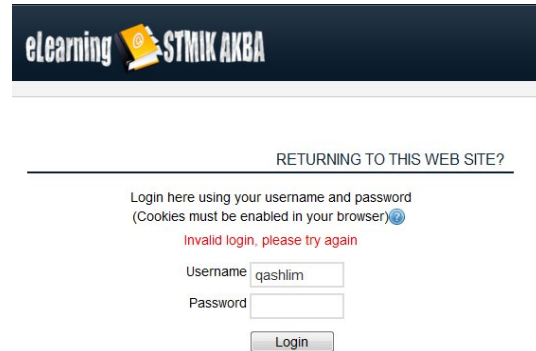 eLearning STMIK AKBA
RETURNING TO THIS WEB SITE?
Login here using your username and password
(Cookies must be enabled in your browser)?
Invalid login, please try again
Username qashlim
Password
Login